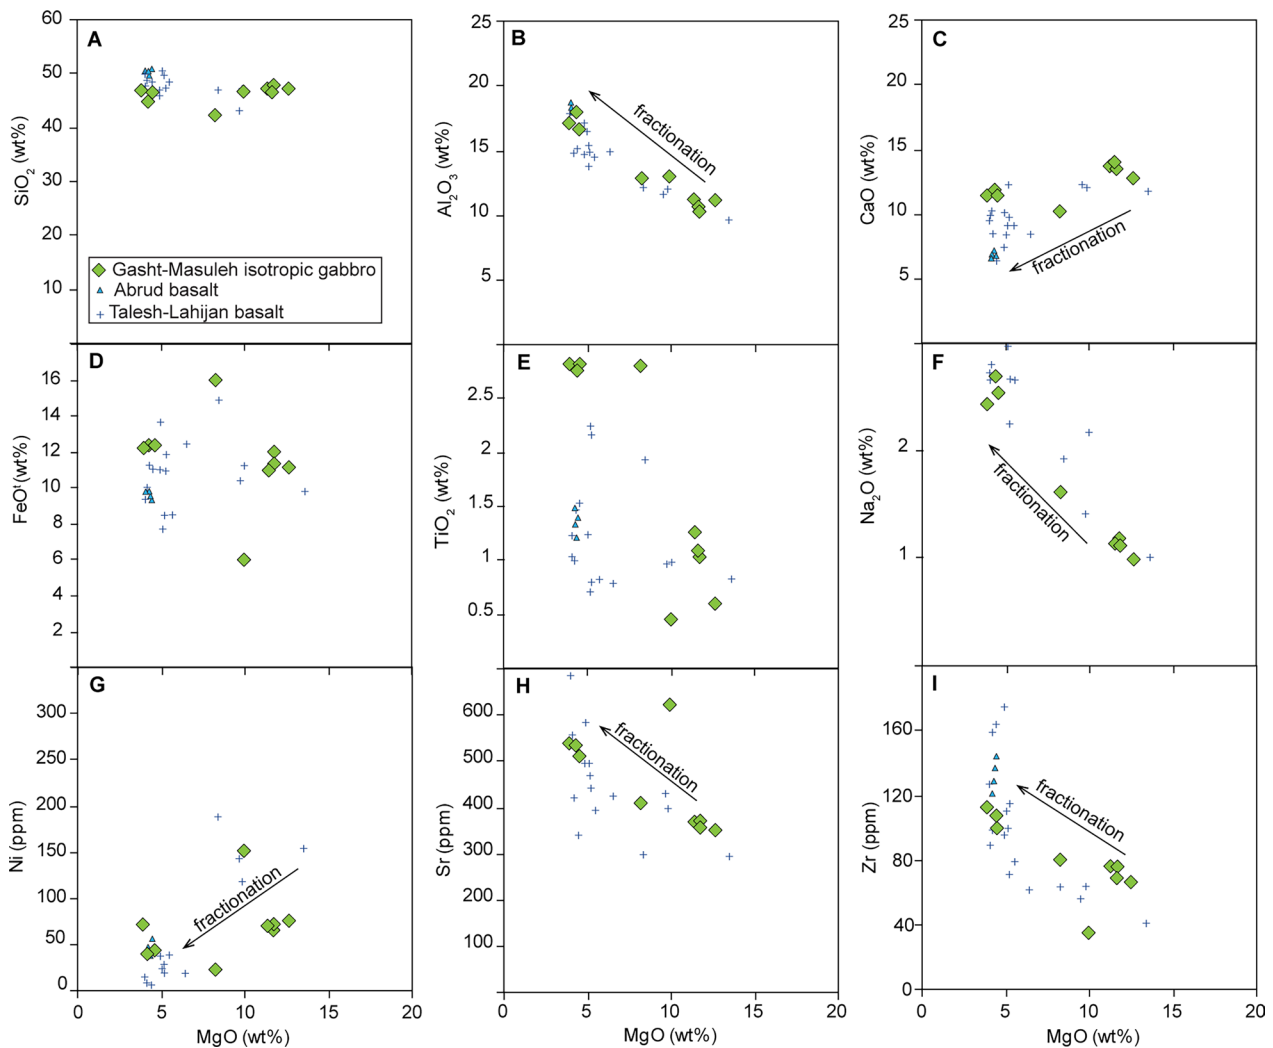 A
60
50
40
30
20
10
SiO2 (wt%)
Gasht-Masuleh isotropic gabbro
Abrud basalt
Talesh-Lahijan basalt
B
25
20
15
10
5
Al2O3 (wt%)
fractionation
C
25
20
15
10
5
CaO (wt%)
fractionation
D
16
14
12
10
8
6
4
2
FeOt (wt%)
E
2.5
2
1.5
1
0.5
TiO2 (wt%)
F
2
1
Na2O (wt%)
fractionation
G
300
250
200
150
100
50
0
Ni (ppm)
fractionation
0 5 10 15 20
MgO (wt%)
H
600
500
400
300
200
100
Sr (ppm)
fractionation
0 5 10 15 20
MgO (wt%)
I
160
120
80
40
0
Zr (ppm)
fractionation
0 5 10 15 20
MgO (wt%)